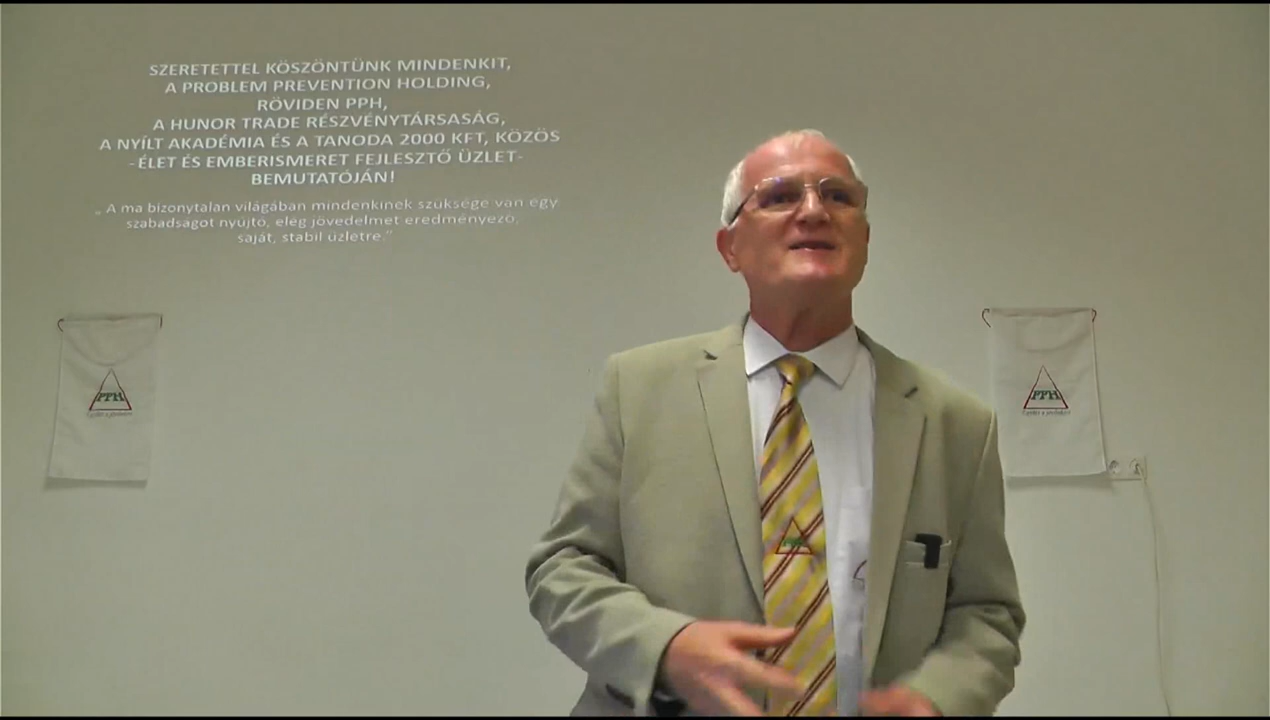 SZERETETTEL KÖSZÖNTÜNK MINDENKIT,
A PROBLEM PREVENTION HOLDING,
RÖVIDEN PPH,
A HUNOR TRADE RÉSZVÉNYTÁRSASÁG,
A NYÍLT AKADÉMIA ÉS A TANODA 2000 KFT, KÖZÖS
-ÉLET ÉS EMBERISMERET FEJLESZTŐ ÜZLET-
BEMUTATÓJÁN!
„ A ma bizonytalan világában mindenkinek szüksége van egy
szabadságot nyújtó, elég jövedelmet eredményező,
saját, stabil üzletre.”
PPH
PPH
PPH